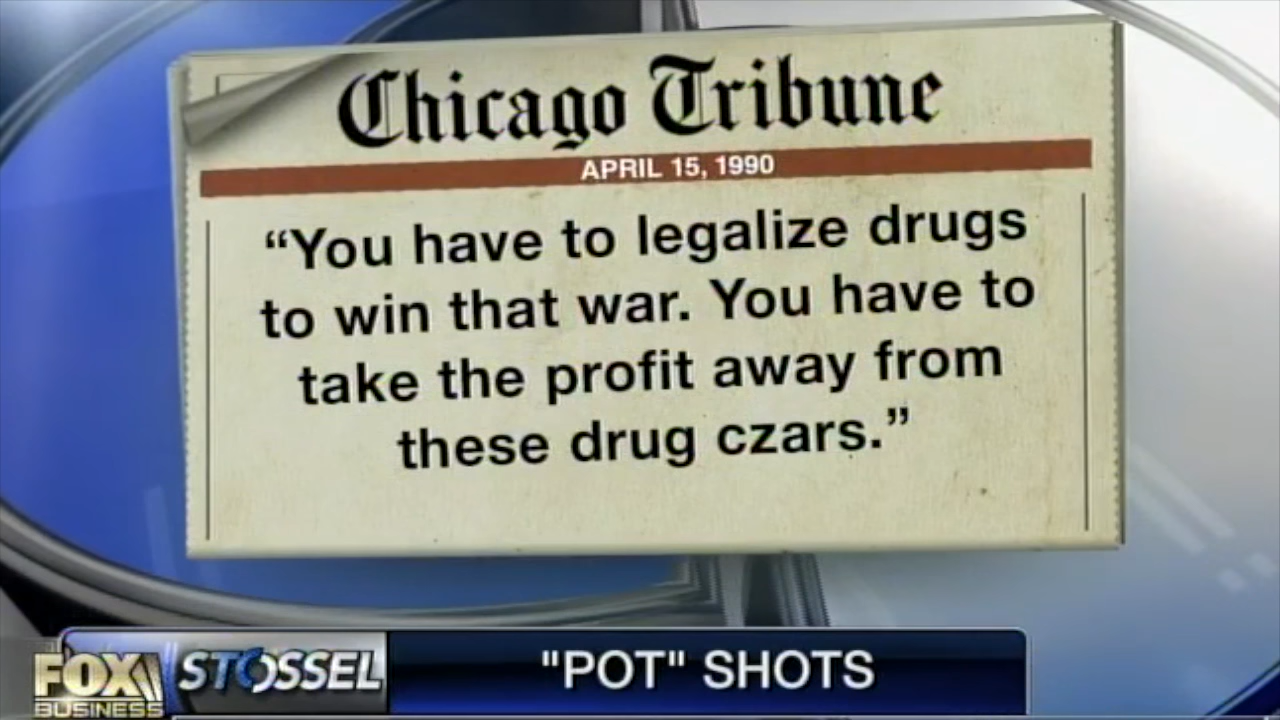 Chicago Tribune
APRIL 15, 1990
“You have to legalize drugs
to win that war. You have to
take the profit away from
these drug czars.”
FOX
BUSINESS
STOSSEL
"POT" SHOTS